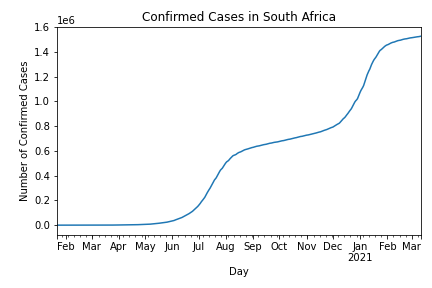 Confirmed Cases in South Africa
1e6
1.6
1.4
1.2
1.0
0.8
0.6
0.4
0.2
0.0
Number of Confirmed Cases
Feb Mar Apr May Jun Jul Aug Sep Oct Nov Dec Jan Feb Mar
2021
Day